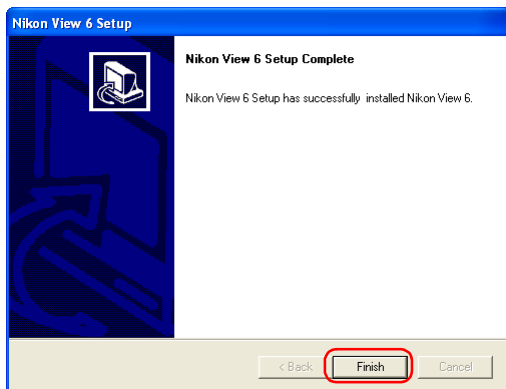 Nikon View 6 Setup
Nikon View 6 Setup Complete
Nikon View 6 Setup has successfully installed Nikon View 6.
< Back
Finish
Cancel